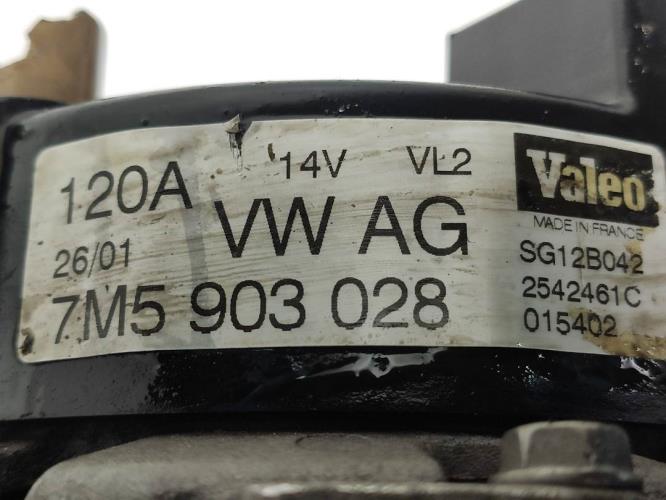 120A 14V VL2
26/01 VW AG
7M5 903 028
Valeo
MADE IN FRANCE
SG12B042
2542461C
015402